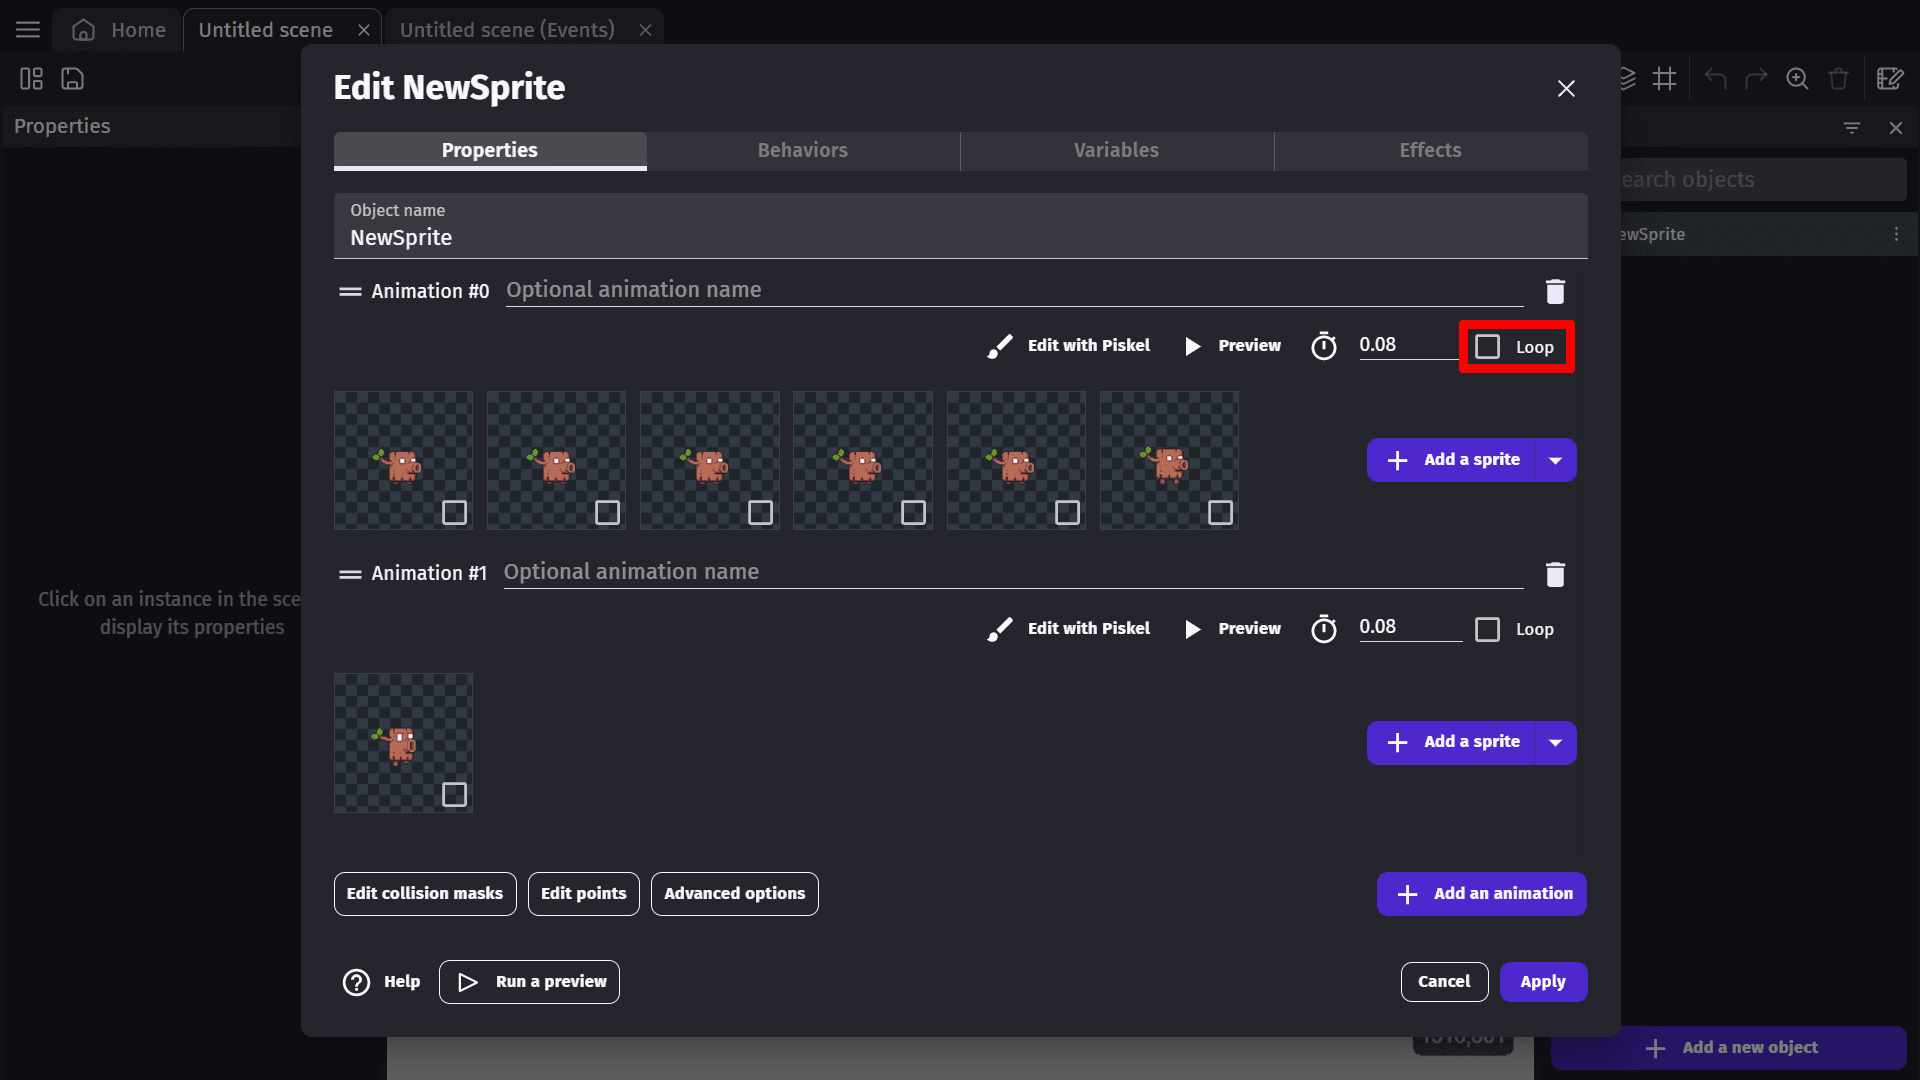 Home
Untitled scene
Untitled scene (Events)
Properties
Edit NewSprite
Properties
Behaviors
Variables
Effects
earch objects
Object name
NewSprite
ewSprite
Animation #0
Optional animation name
Edit with Piskel
Preview
0.08
Loop
Add a sprite
Animation #1
Optional animation name
Click on an instance in the sce
display its properties
Edit with Piskel
Preview
0.08
Loop
Add a sprite
Edit collision masks
Edit points
Advanced options
Add an animation
Help
Run a preview
Cancel
Apply
Add a new object